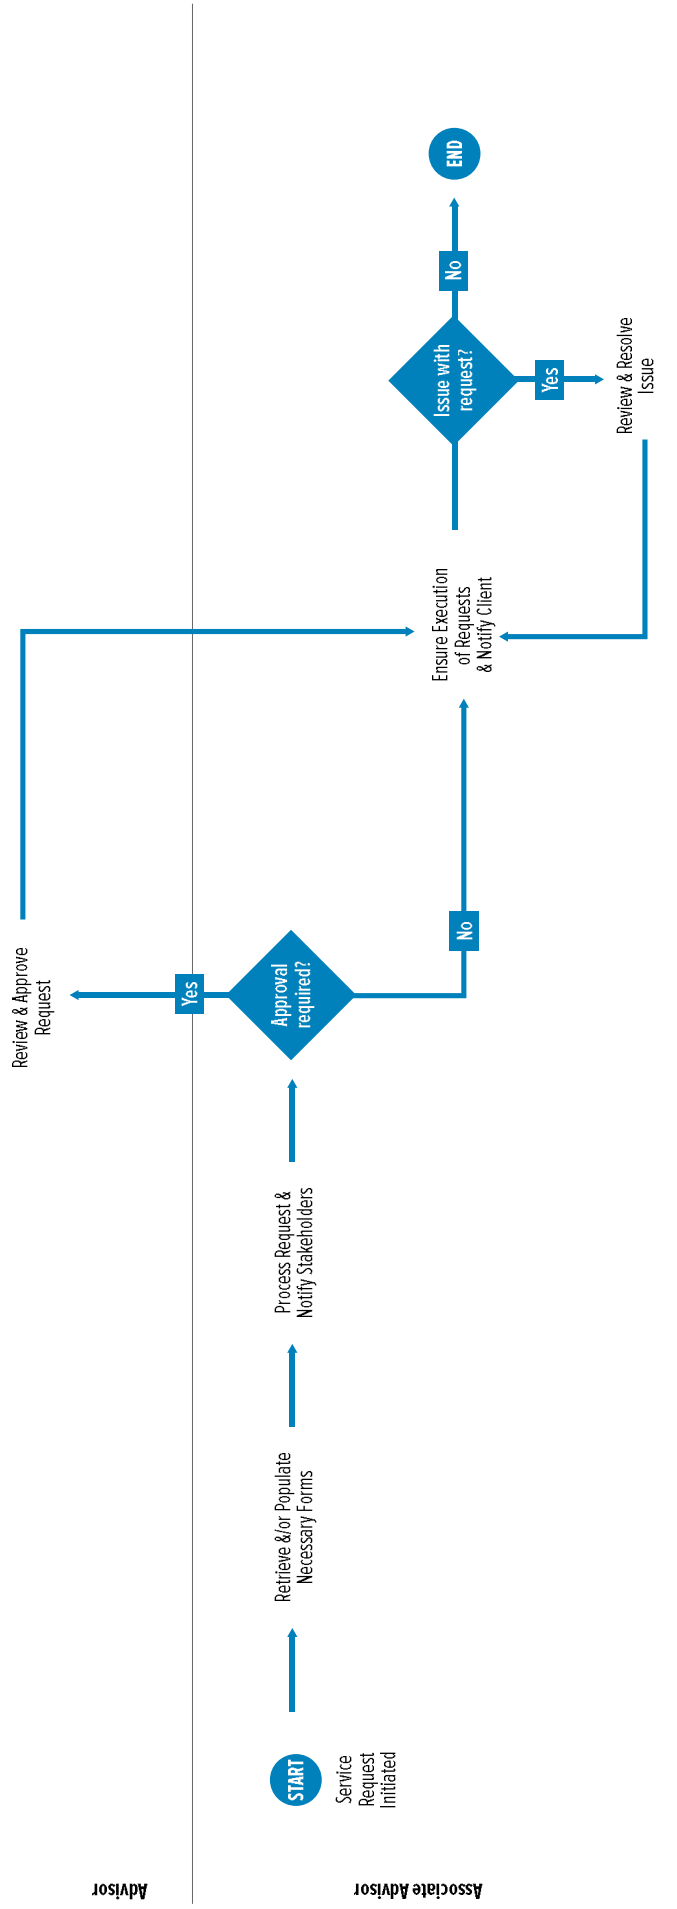 Advisor
Associate Advisor
START
Service
Request
Initiated
Retrieve &/or Populate
Necessary Forms
Process Request &
Notify Stakeholders
Approval
required?
Yes
Review & Approve
Request
No
Ensure Execution
of Requests
& Notify Client
Issue with
request?
Yes
Review & Resolve
Issue
No
END